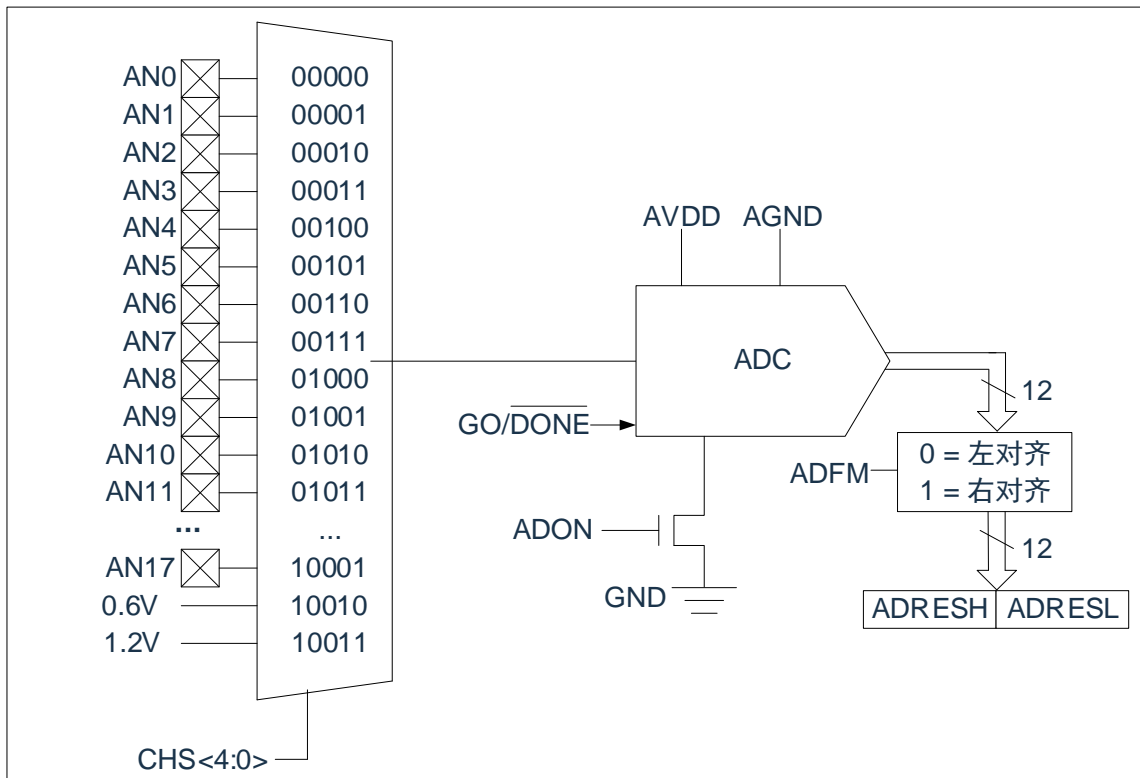 AN0 00000
AN1 00001
AN2 00010
AN3 00011
AN4 00100
AN5 00101
AN6 00110
AN7 00111
AN8 01000
AN9 01001
AN10 01010
AN11 01011
... ...
AN17 10001
0.6V 10010
1.2V 10011
CHS<4:0>
AVDD AGND
ADC
GO/DONE
ADON
GND
12
ADFM
0 = 左对齐
1 = 右对齐
12
ADRESH ADRESL